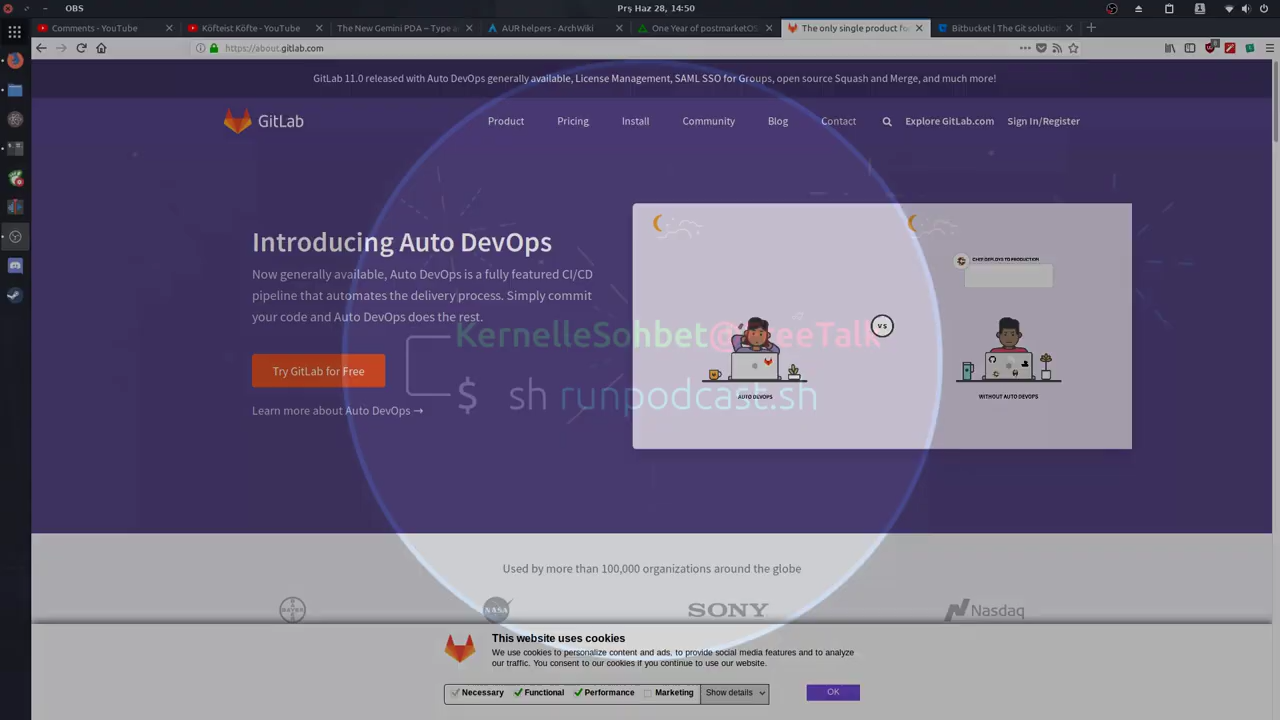 OBS
Prş Haz 28, 14:50
Comments - YouTube
Köfteist Köfte - YouTube
The New Gemini PDA – Type a
AUR helpers - ArchWiki
One Year of postmarketOS
The only single product fo
Bitbucket | The Git solution
https://about.gitlab.com
GitLab 11.0 released with Auto DevOps generally available, License Management, SAML SSO for Groups, open source Squash and Merge, and much more!
GitLab
Product
Pricing
Install
Community
Blog
Contact
Explore GitLab.com
Sign In/Register
Introducing Auto DevOps
Now generally available, Auto DevOps is a fully featured CI/CD
pipeline that automates the delivery process. Simply commit
your code and Auto DevOps does the rest.
Try GitLab for Free
Learn more about Auto DevOps →
CHEF DEPLOYS TO PRODUCTION
VS
AUTO DEVOPS
WITHOUT AUTO DEVOPS
KernelleSohbet@FreeTalk
$ sh runpodcast.sh
Used by more than 100,000 organizations around the globe
BAYER
NASA
SONY
Nasdaq
This website uses cookies
We use cookies to personalize content and ads, to provide social media features and to analyze
our traffic. You consent to our cookies if you continue to use our website.
Necessary
Functional
Performance
Marketing
Show details
OK